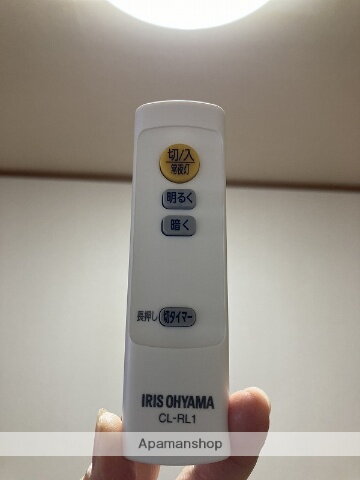 切/入
常夜灯
明るく
暗く
長押し 切タイマー
IRIS OHYAMA
CL-RL1
Apamanshop